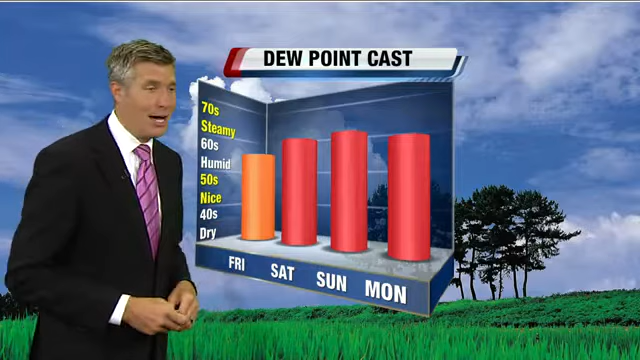 DEW POINT CAST
70s
Steamy
60s
Humid
50s
Nice
40s
Dry
FRI SAT SUN MON